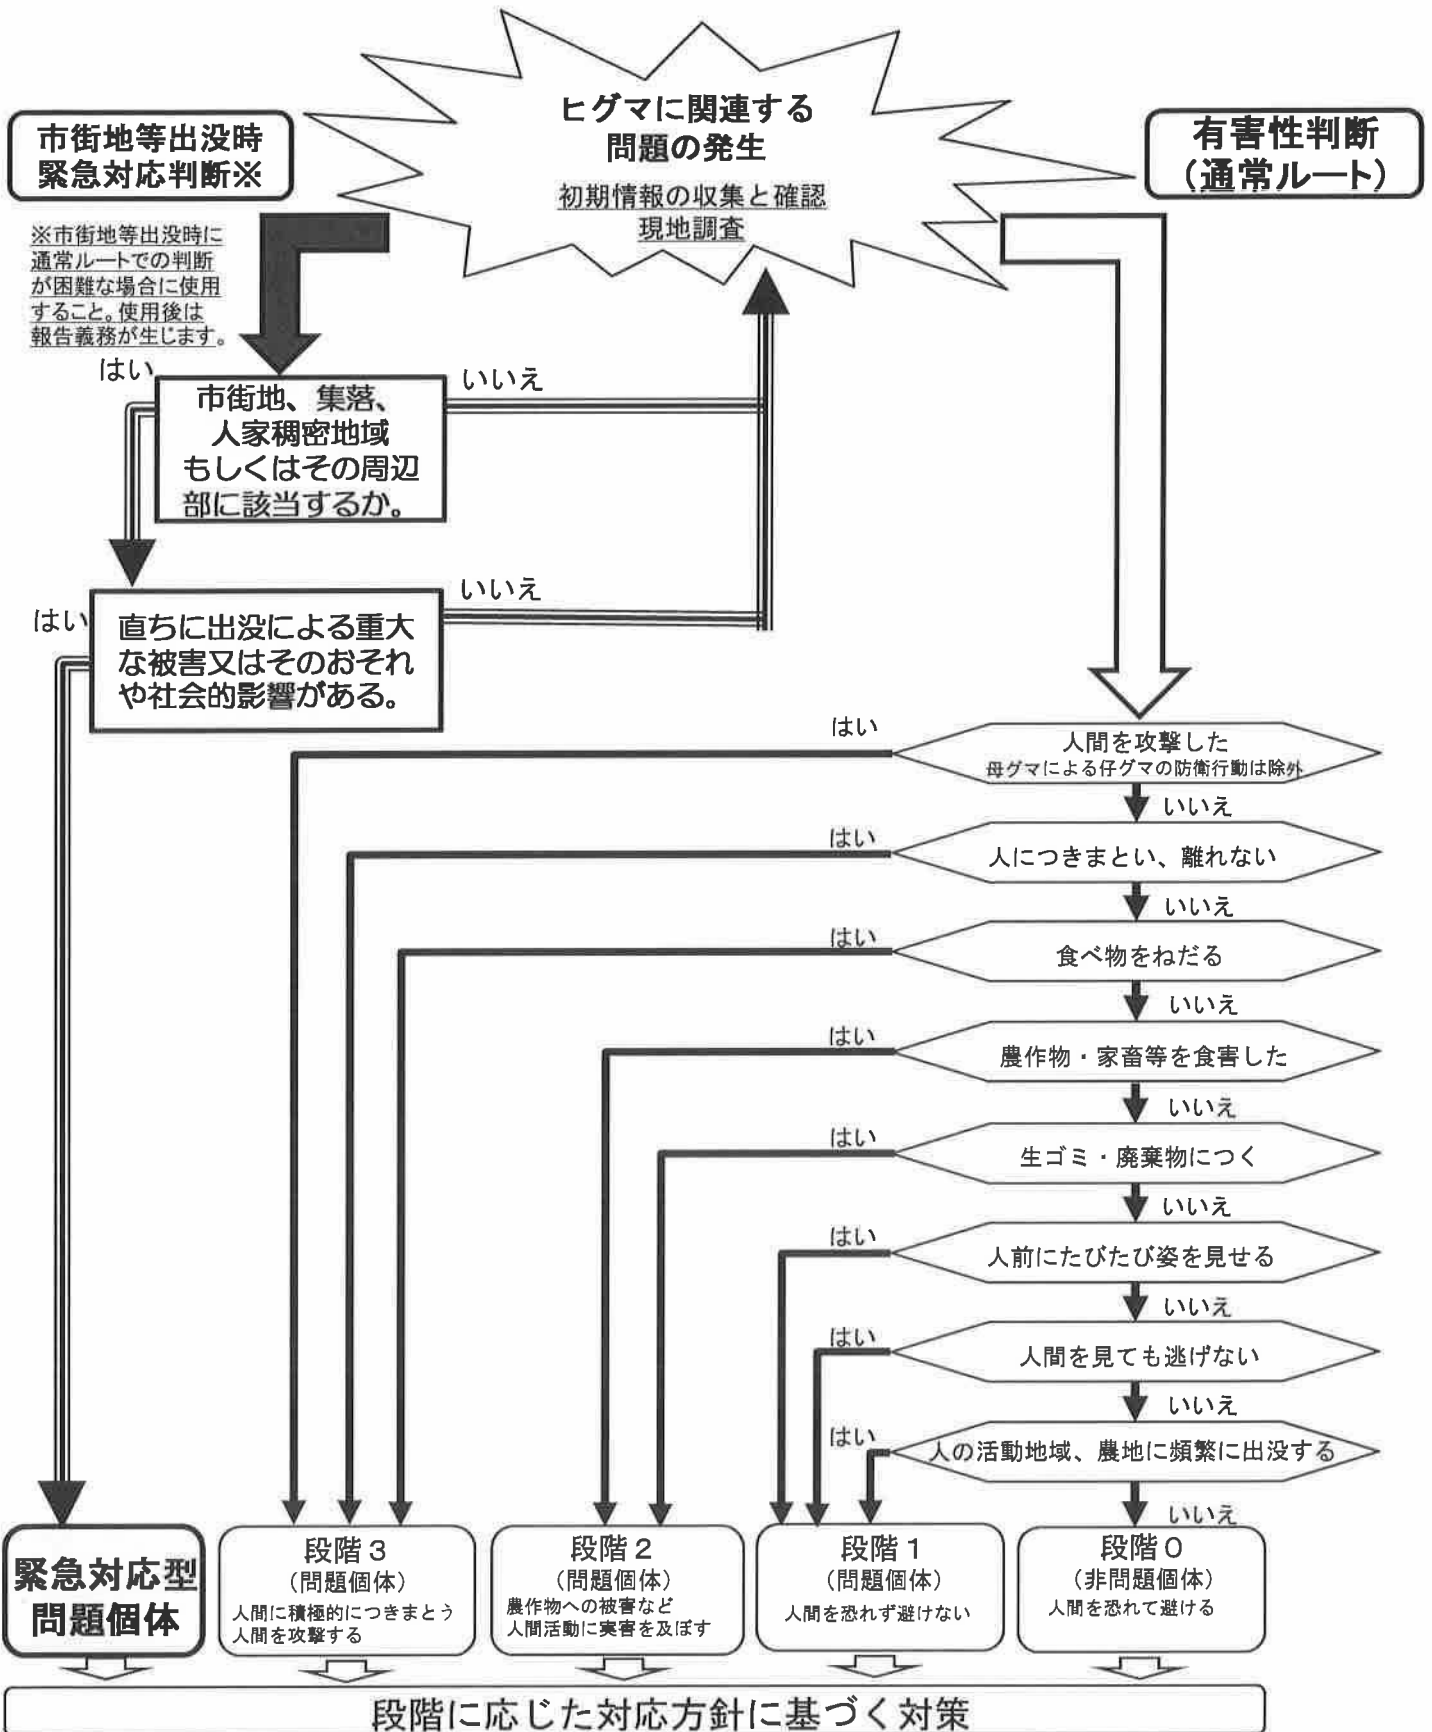 ヒグマに関連する
問題の発生
初期情報の収集と確認
現地調査
市街地等出没時
緊急対応判断※
有害性判断
（通常ルート）
※市街地等出没時に
通常ルートでの判断
が困難な場合に使用
すること。使用後は
報告義務が生じます。
はい
いいえ
市街地、集落、
人家稠密地域
もしくはその周辺
部に該当するか。
はい
いいえ
直ちに出没による重大
な被害又はそのおそれ
や社会的影響がある。
はい
人間を攻撃した
母グマによる仔グマの防衛行動は除外
いいえ
はい
人につきまとい、離れない
いいえ
はい
食べ物をねだる
いいえ
はい
農作物・家畜等を食害した
いいえ
はい
生ゴミ・廃棄物につく
いいえ
はい
人前にたびたび姿を見せる
いいえ
はい
人間を見ても逃げない
いいえ
はい
人の活動地域、農地に頻繁に出没する
いいえ
緊急対応型
問題個体
段階３
（問題個体）
人間に積極的につきまとう
人間を攻撃する
段階２
（問題個体）
農作物への被害など
人間活動に実害を及ぼす
段階１
（問題個体）
人間を恐れず避けない
段階０
（非問題個体）
人間を恐れて避ける
段階に応じた対応方針に基づく対策